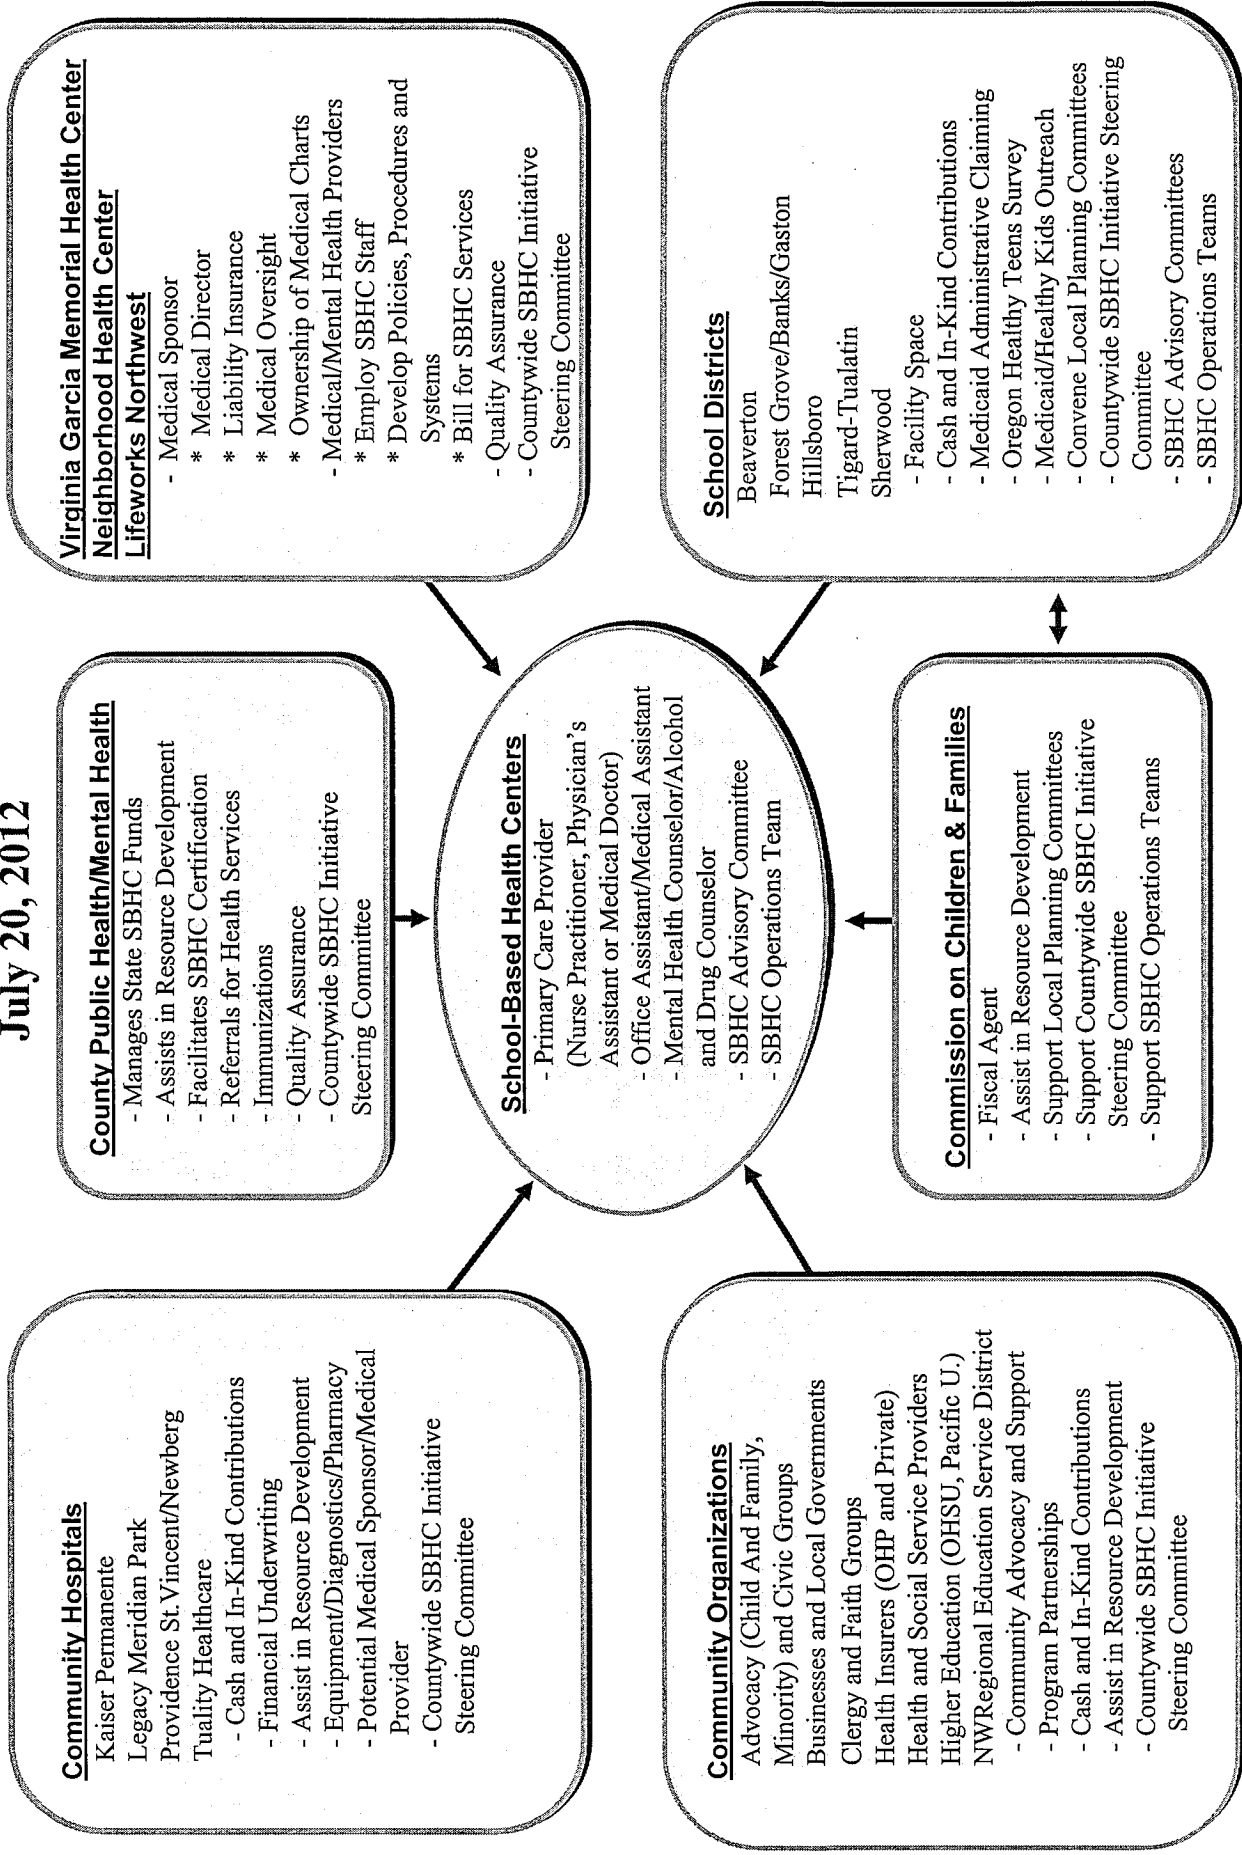 July 20, 2012
Community Hospitals
Kaiser Permanente
Legacy Meridian Park
Providence St. Vincent/Newberg
Tuality Healthcare
- Cash and In-Kind Contributions
- Financial Underwriting
- Assist in Resource Development
- Equipment/Diagnostics/Pharmacy
- Potential Medical Sponsor/Medical
Provider
- Countywide SBHC Initiative
Steering Committee
County Public Health/Mental Health
- Manages State SBHC Funds
- Assists in Resource Development
- Facilitates SBHC Certification
- Referrals for Health Services
- Immunizations
- Quality Assurance
- Countywide SBHC Initiative
Steering Committee
Virginia Garcia Memorial Health Center
Neighborhood Health Center
Lifeworks Northwest
- Medical Sponsor
* Medical Director
* Liability Insurance
* Medical Oversight
* Ownership of Medical Charts
- Medical/Mental Health Providers
* Employ SBHC Staff
* Develop Policies, Procedures and
Systems
* Bill for SBHC Services
- Quality Assurance
- Countywide SBHC Initiative
Steering Committee
School-Based Health Centers
- Primary Care Provider
(Nurse Practitioner, Physician's
Assistant or Medical Doctor)
- Office Assistant/Medical Assistant
- Mental Health Counselor/Alcohol
and Drug Counselor
- SBHC Advisory Committee
- SBHC Operations Team
Community Organizations
Advocacy (Child And Family,
Minority) and Civic Groups
Businesses and Local Governments
Clergy and Faith Groups
Health Insurers (OHP and Private)
Health and Social Service Providers
Higher Education (OHSU, Pacific U.)
NWRegional Education Service District
- Community Advocacy and Support
- Program Partnerships
- Cash and In-Kind Contributions
- Assist in Resource Development
- Countywide SBHC Initiative
Steering Committee
Commission on Children & Families
- Fiscal Agent
- Assist in Resource Development
- Support Local Planning Committees
- Support Countywide SBHC Initiative
Steering Committee
- Support SBHC Operations Teams
School Districts
Beaverton
Forest Grove/Banks/Gaston
Hillsboro
Tigard-Tualatin
Sherwood
- Facility Space
- Cash and In-Kind Contributions
- Medicaid Administrative Claiming
- Oregon Healthy Teens Survey
- Medicaid/Healthy Kids Outreach
- Convene Local Planning Committees
- Countywide SBHC Initiative Steering
Committee
- SBHC Advisory Committees
- SBHC Operations Teams